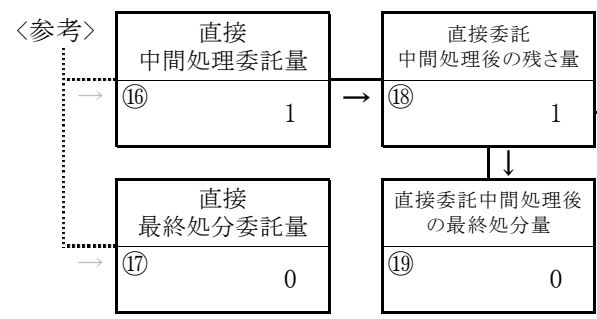 〈参考〉
直接
中間処理委託量
→
⑯
1
→
直接委託
中間処理後の残さ量
⑱
1
↓
直接
最終処分委託量
→
⑰
0
直接委託中間処理後
の最終処分量
⑲
0